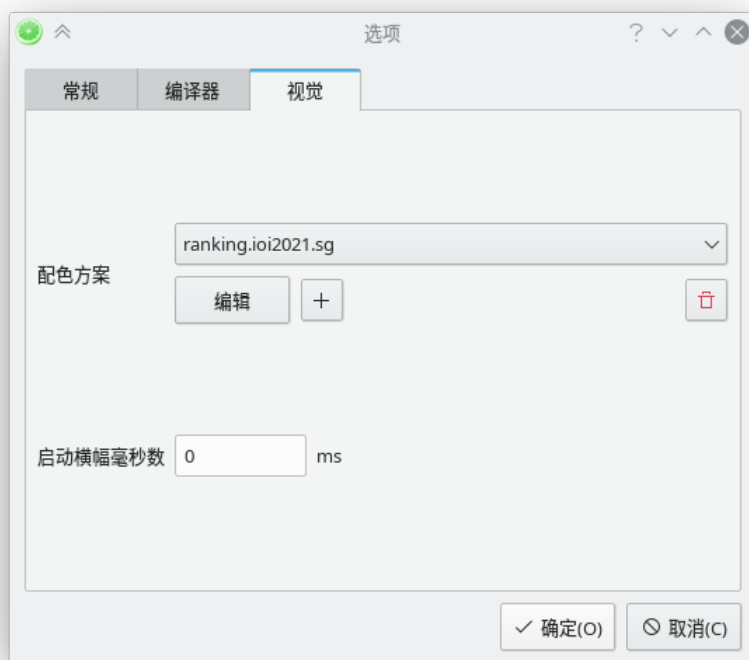 选项
常规 编译器 视觉
ranking.ioi2021.sg
配色方案
编辑
启动横幅毫秒数 0 ms
确定(O) 取消(C)